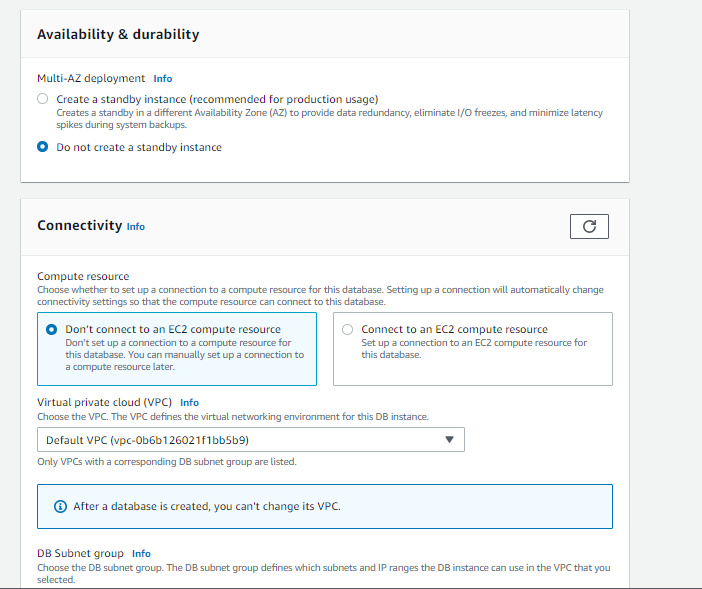 Availability & durability
Multi-AZ deployment Info
Create a standby instance (recommended for production usage)
Creates a standby in a different Availability Zone (AZ) to provide data redundancy, eliminate I/O freezes, and minimize latency
spikes during system backups.
Do not create a standby instance
Connectivity Info
Compute resource
Choose whether to set up a connection to a compute resource for this database. Setting up a connection will automatically change
connectivity settings so that the compute resource can connect to this database.
Don't connect to an EC2 compute resource
Don't set up a connection to a compute resource for
this database. You can manually set up a connection to
a compute resource later.
Connect to an EC2 compute resource
Set up a connection to an EC2 compute resource for
this database.
Virtual private cloud (VPC) Info
Choose the VPC. The VPC defines the virtual networking environment for this DB instance.
Default VPC (vpc-0b6b126021f1bb5b9)
Only VPCs with a corresponding DB subnet group are listed.
After a database is created, you can't change its VPC.
DB Subnet group Info
Choose the DB subnet group. The DB subnet group defines which subnets and IP ranges the DB instance can use in the VPC that you
selected.